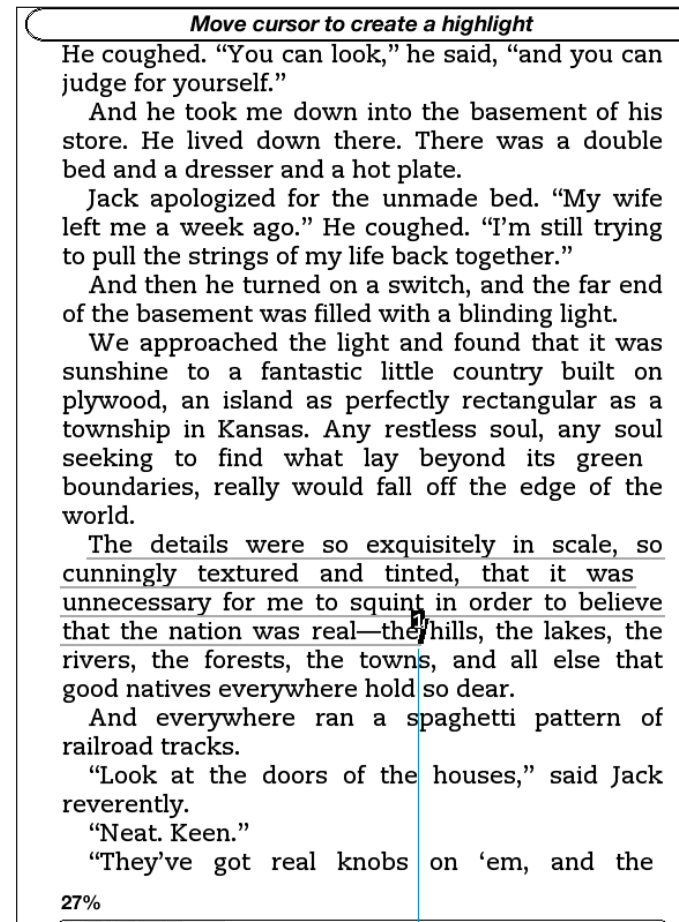 Move cursor to create a highlight
He coughed. “You can look,” he said, “and you can
judge for yourself.”
And he took me down into the basement of his
store. He lived down there. There was a double
bed and a dresser and a hot plate.
Jack apologized for the unmade bed. “My wife
left me a week ago.” He coughed. “I’m still trying
to pull the strings of my life back together.”
And then he turned on a switch, and the far end
of the basement was filled with a blinding light.
We approached the light and found that it was
sunshine to a fantastic little country built on
plywood, an island as perfectly rectangular as a
township in Kansas. Any restless soul, any soul
seeking to find what lay beyond its green
boundaries, really would fall off the edge of the
world.
The details were so exquisitely in scale, so
cunningly textured and tinted, that it was
unnecessary for me to squint in order to believe
that the nation was real—the hills, the lakes, the
rivers, the forests, the towns, and all else that
good natives everywhere hold so dear.
And everywhere ran a spaghetti pattern of
railroad tracks.
“Look at the doors of the houses,” said Jack
reverently.
“Neat. Keen.”
“They’ve got real knobs on ‘em, and the
27%